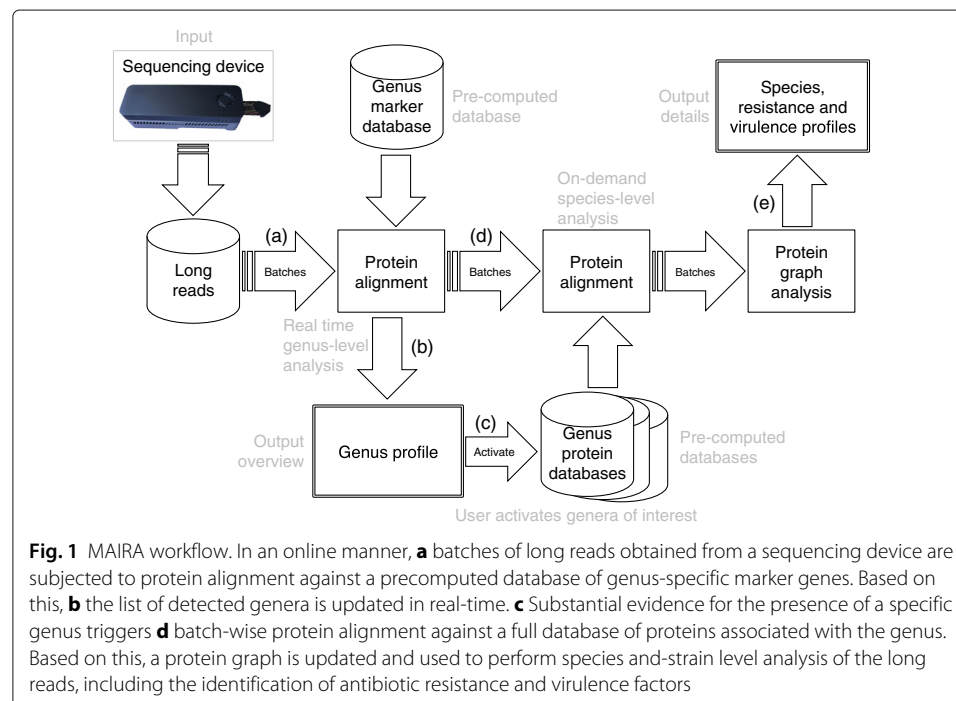 Input
Sequencing device
Genus
marker
database
Pre-computed
database
Output
details
Species,
resistance and
virulence profiles
On-demand
species-level
analysis
(e)
Long
reads
(a)
Batches
Protein
alignment
(d)
Batches
Protein
alignment
Batches
Protein
graph
analysis
Real time
genus-level
analysis
(b)
Output
overview
Genus profile
(c)
Activate
Genus
protein
databases
Pre-computed
databases
User activates genera of interest
Fig. 1 MAIRA workflow. In an online manner, a batches of long reads obtained from a sequencing device are
subjected to protein alignment against a precomputed database of genus-specific marker genes. Based on
this, b the list of detected genera is updated in real-time. c Substantial evidence for the presence of a specific
genus triggers d batch-wise protein alignment against a full database of proteins associated with the genus.
Based on this, a protein graph is updated and used to perform species and-strain level analysis of the long
reads, including the identification of antibiotic resistance and virulence factors